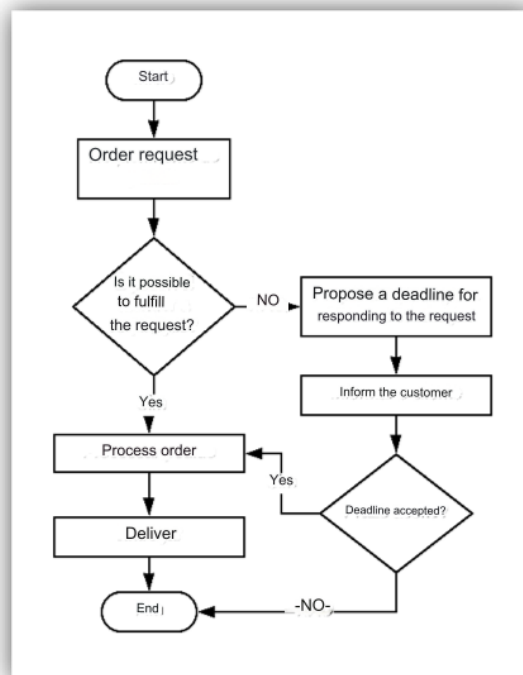 Start
Order request
Is it possible
to fulfill
the request?
NO
Propose a deadline for
responding to the request
Yes
Inform the customer
Process order
Yes
Deadline accepted?
Deliver
End
-NO-